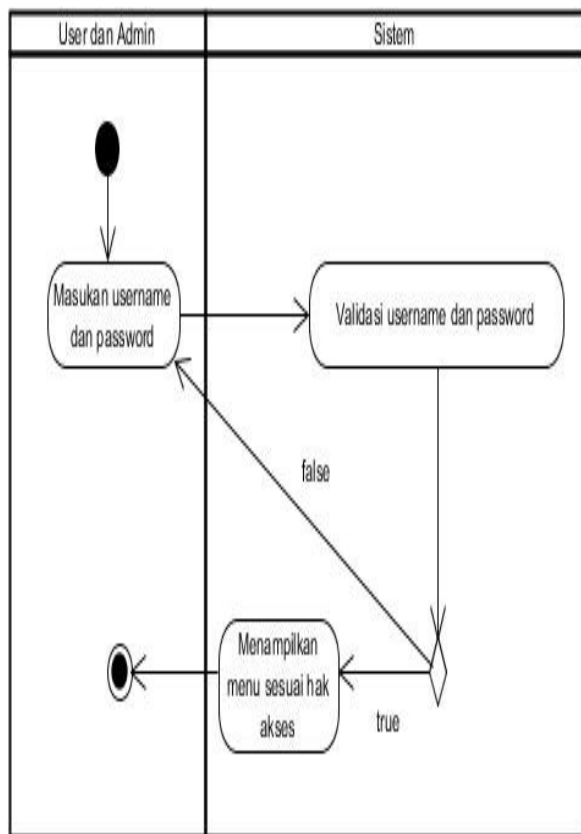 User dan Admin
Sistem
Masukan username
dan password
Validasi username dan password
false
Menampilkan
menu sesuai hak
akses
true